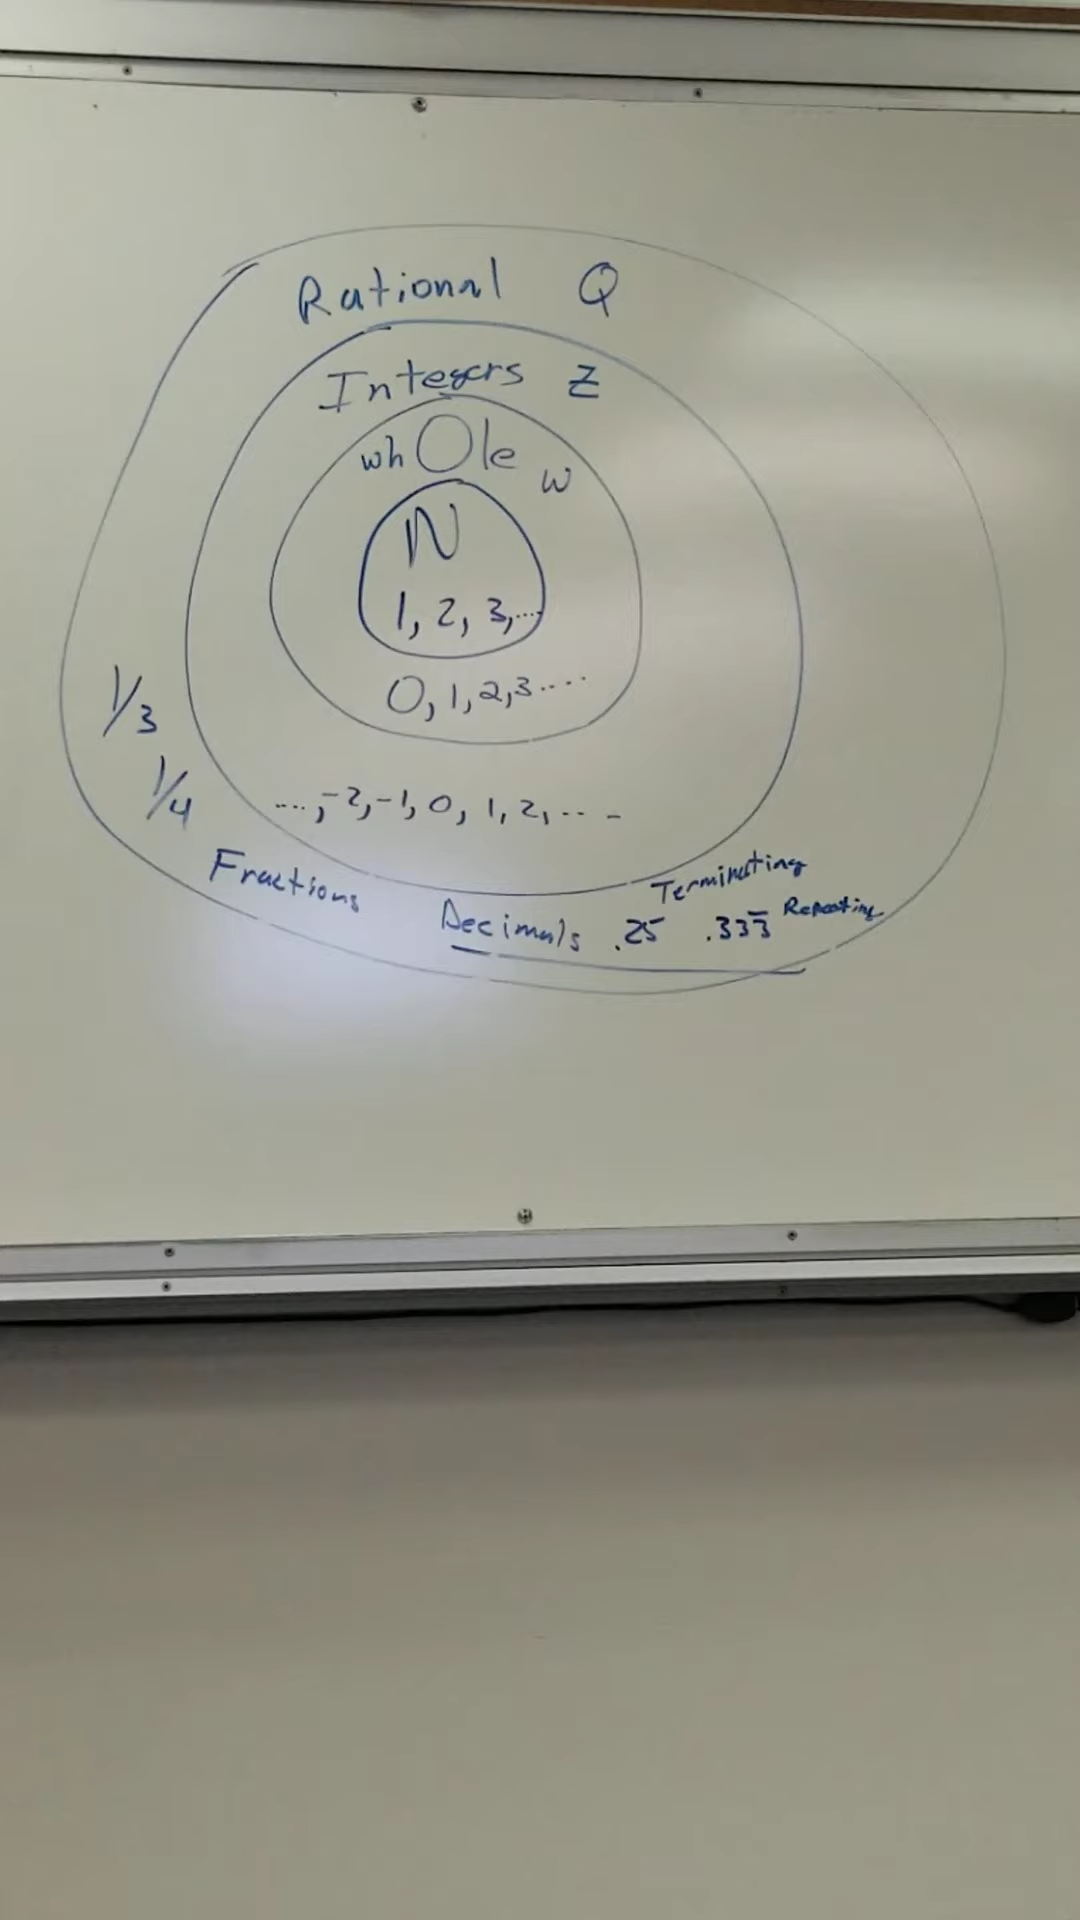 Rational Q
Integers Z
whOle w
N
1, 2, 3, ...
0, 1, 2, 3 ....
1/3
1/4
..., -2, -1, 0, 1, 2, ... -
Fractions
Terminating
Decimals .25 .333̅ Repeating